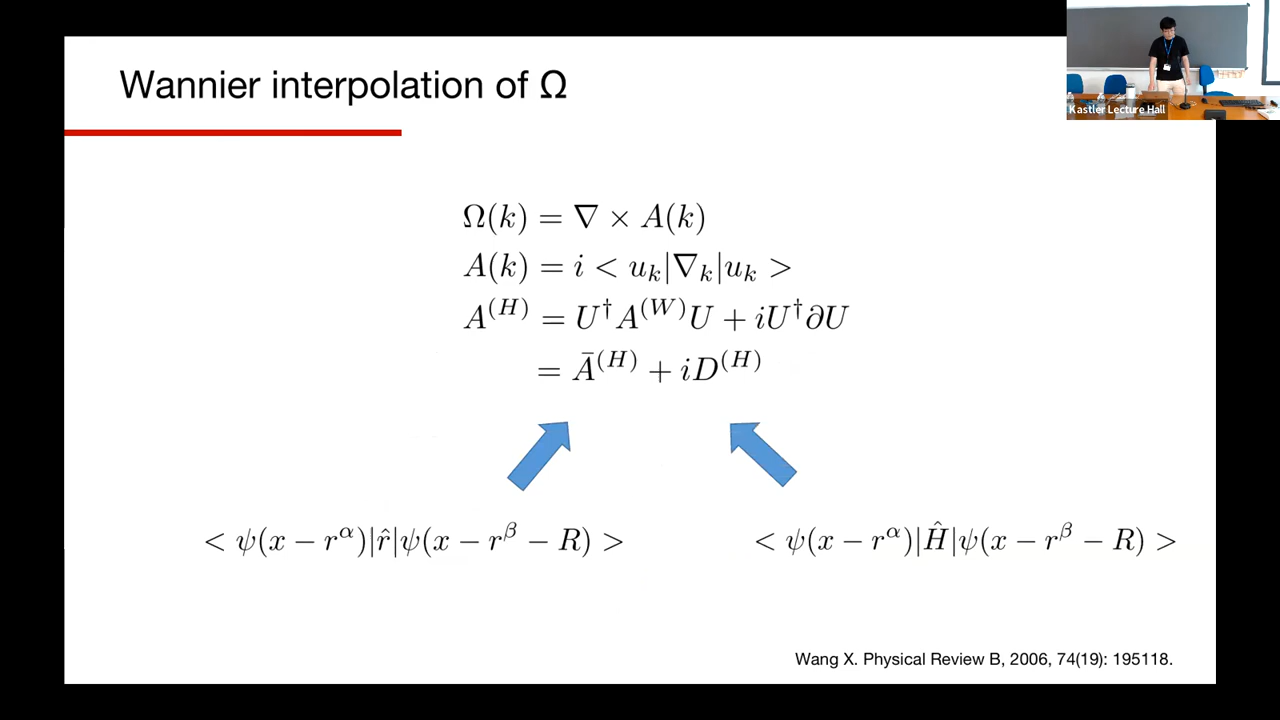 Wannier interpolation of Ω
Kastler Lecture Hall
Ω(k) = ∇ × A(k)
A(k) = i < u_k|∇_k|u_k >
A^(H) = U†A^(W)U + iU†∂U
= Ā^(H) + iD^(H)
< ψ(x − r^α)|r̂|ψ(x − r^β − R) >
< ψ(x − r^α)|Ĥ|ψ(x − r^β − R) >
Wang X. Physical Review B, 2006, 74(19): 195118.